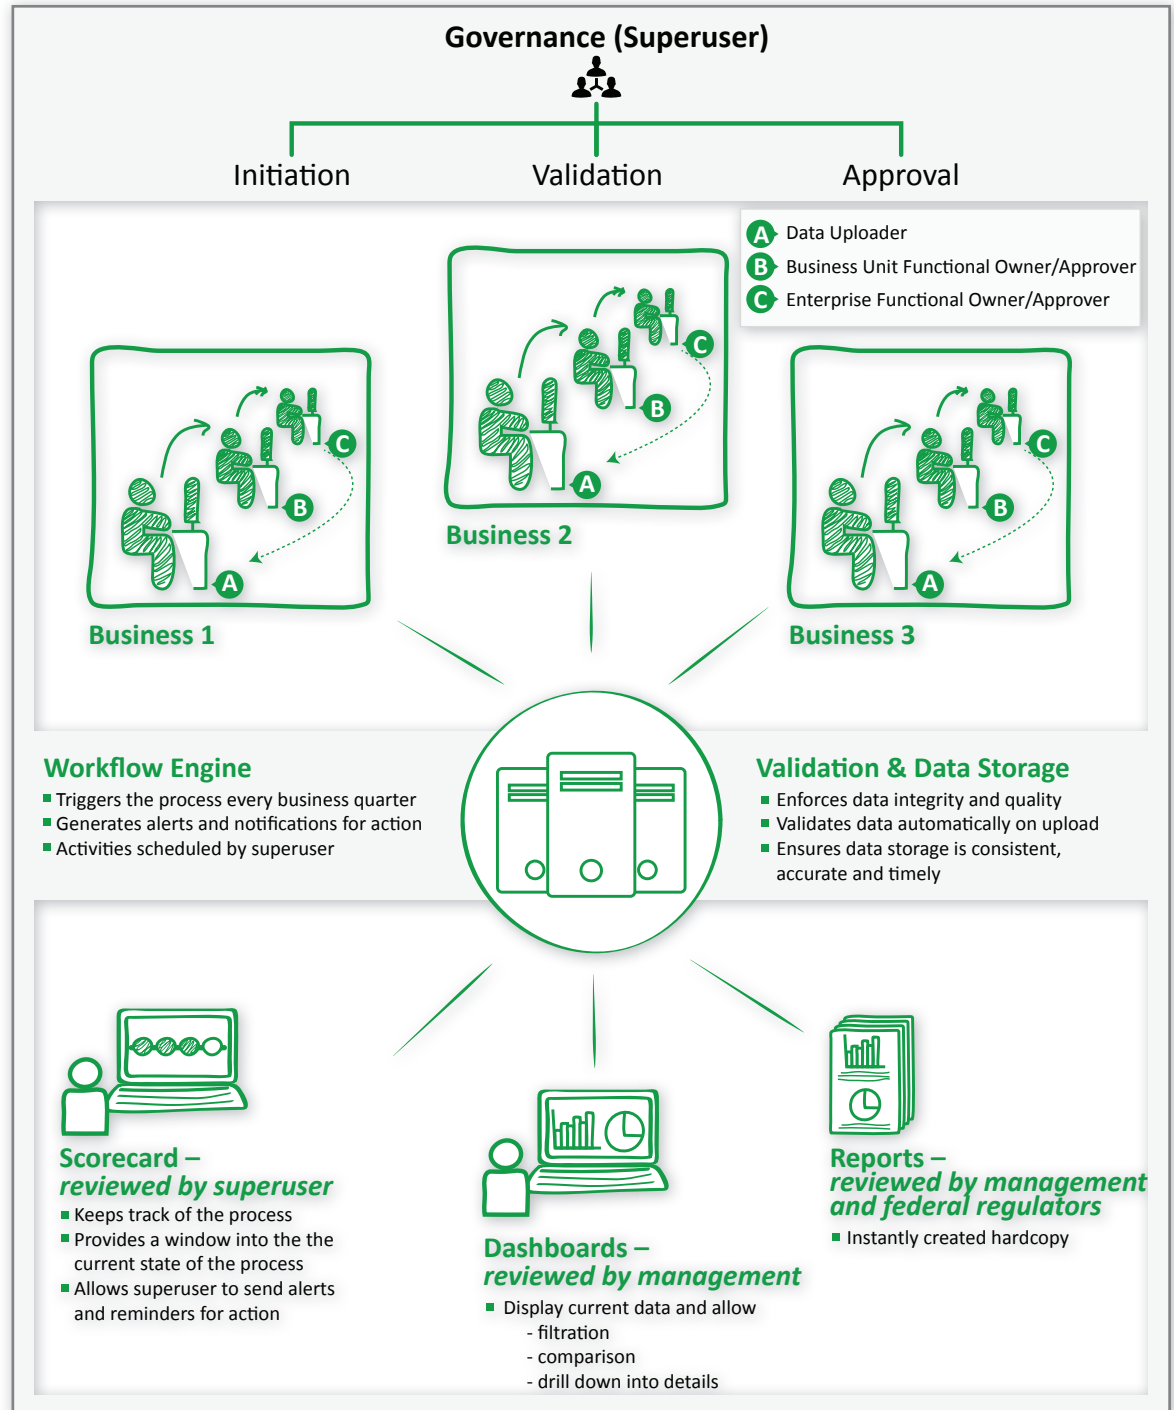 Governance (Superuser)
Initiation
Validation
Approval
A Data Uploader
B Business Unit Functional Owner/Approver
C Enterprise Functional Owner/Approver
C
B
A
Business 1
C
B
A
Business 2
C
B
A
Business 3
Workflow Engine
Triggers the process every business quarter
Generates alerts and notifications for action
Activities scheduled by superuser
Validation & Data Storage
Enforces data integrity and quality
Validates data automatically on upload
Ensures data storage is consistent,
accurate and timely
Scorecard –
reviewed by superuser
Keeps track of the process
Provides a window into the the
current state of the process
Allows superuser to send alerts
and reminders for action
Dashboards –
reviewed by management
Display current data and allow
- filtration
- comparison
- drill down into details
Reports –
reviewed by management
and federal regulators
Instantly created hardcopy